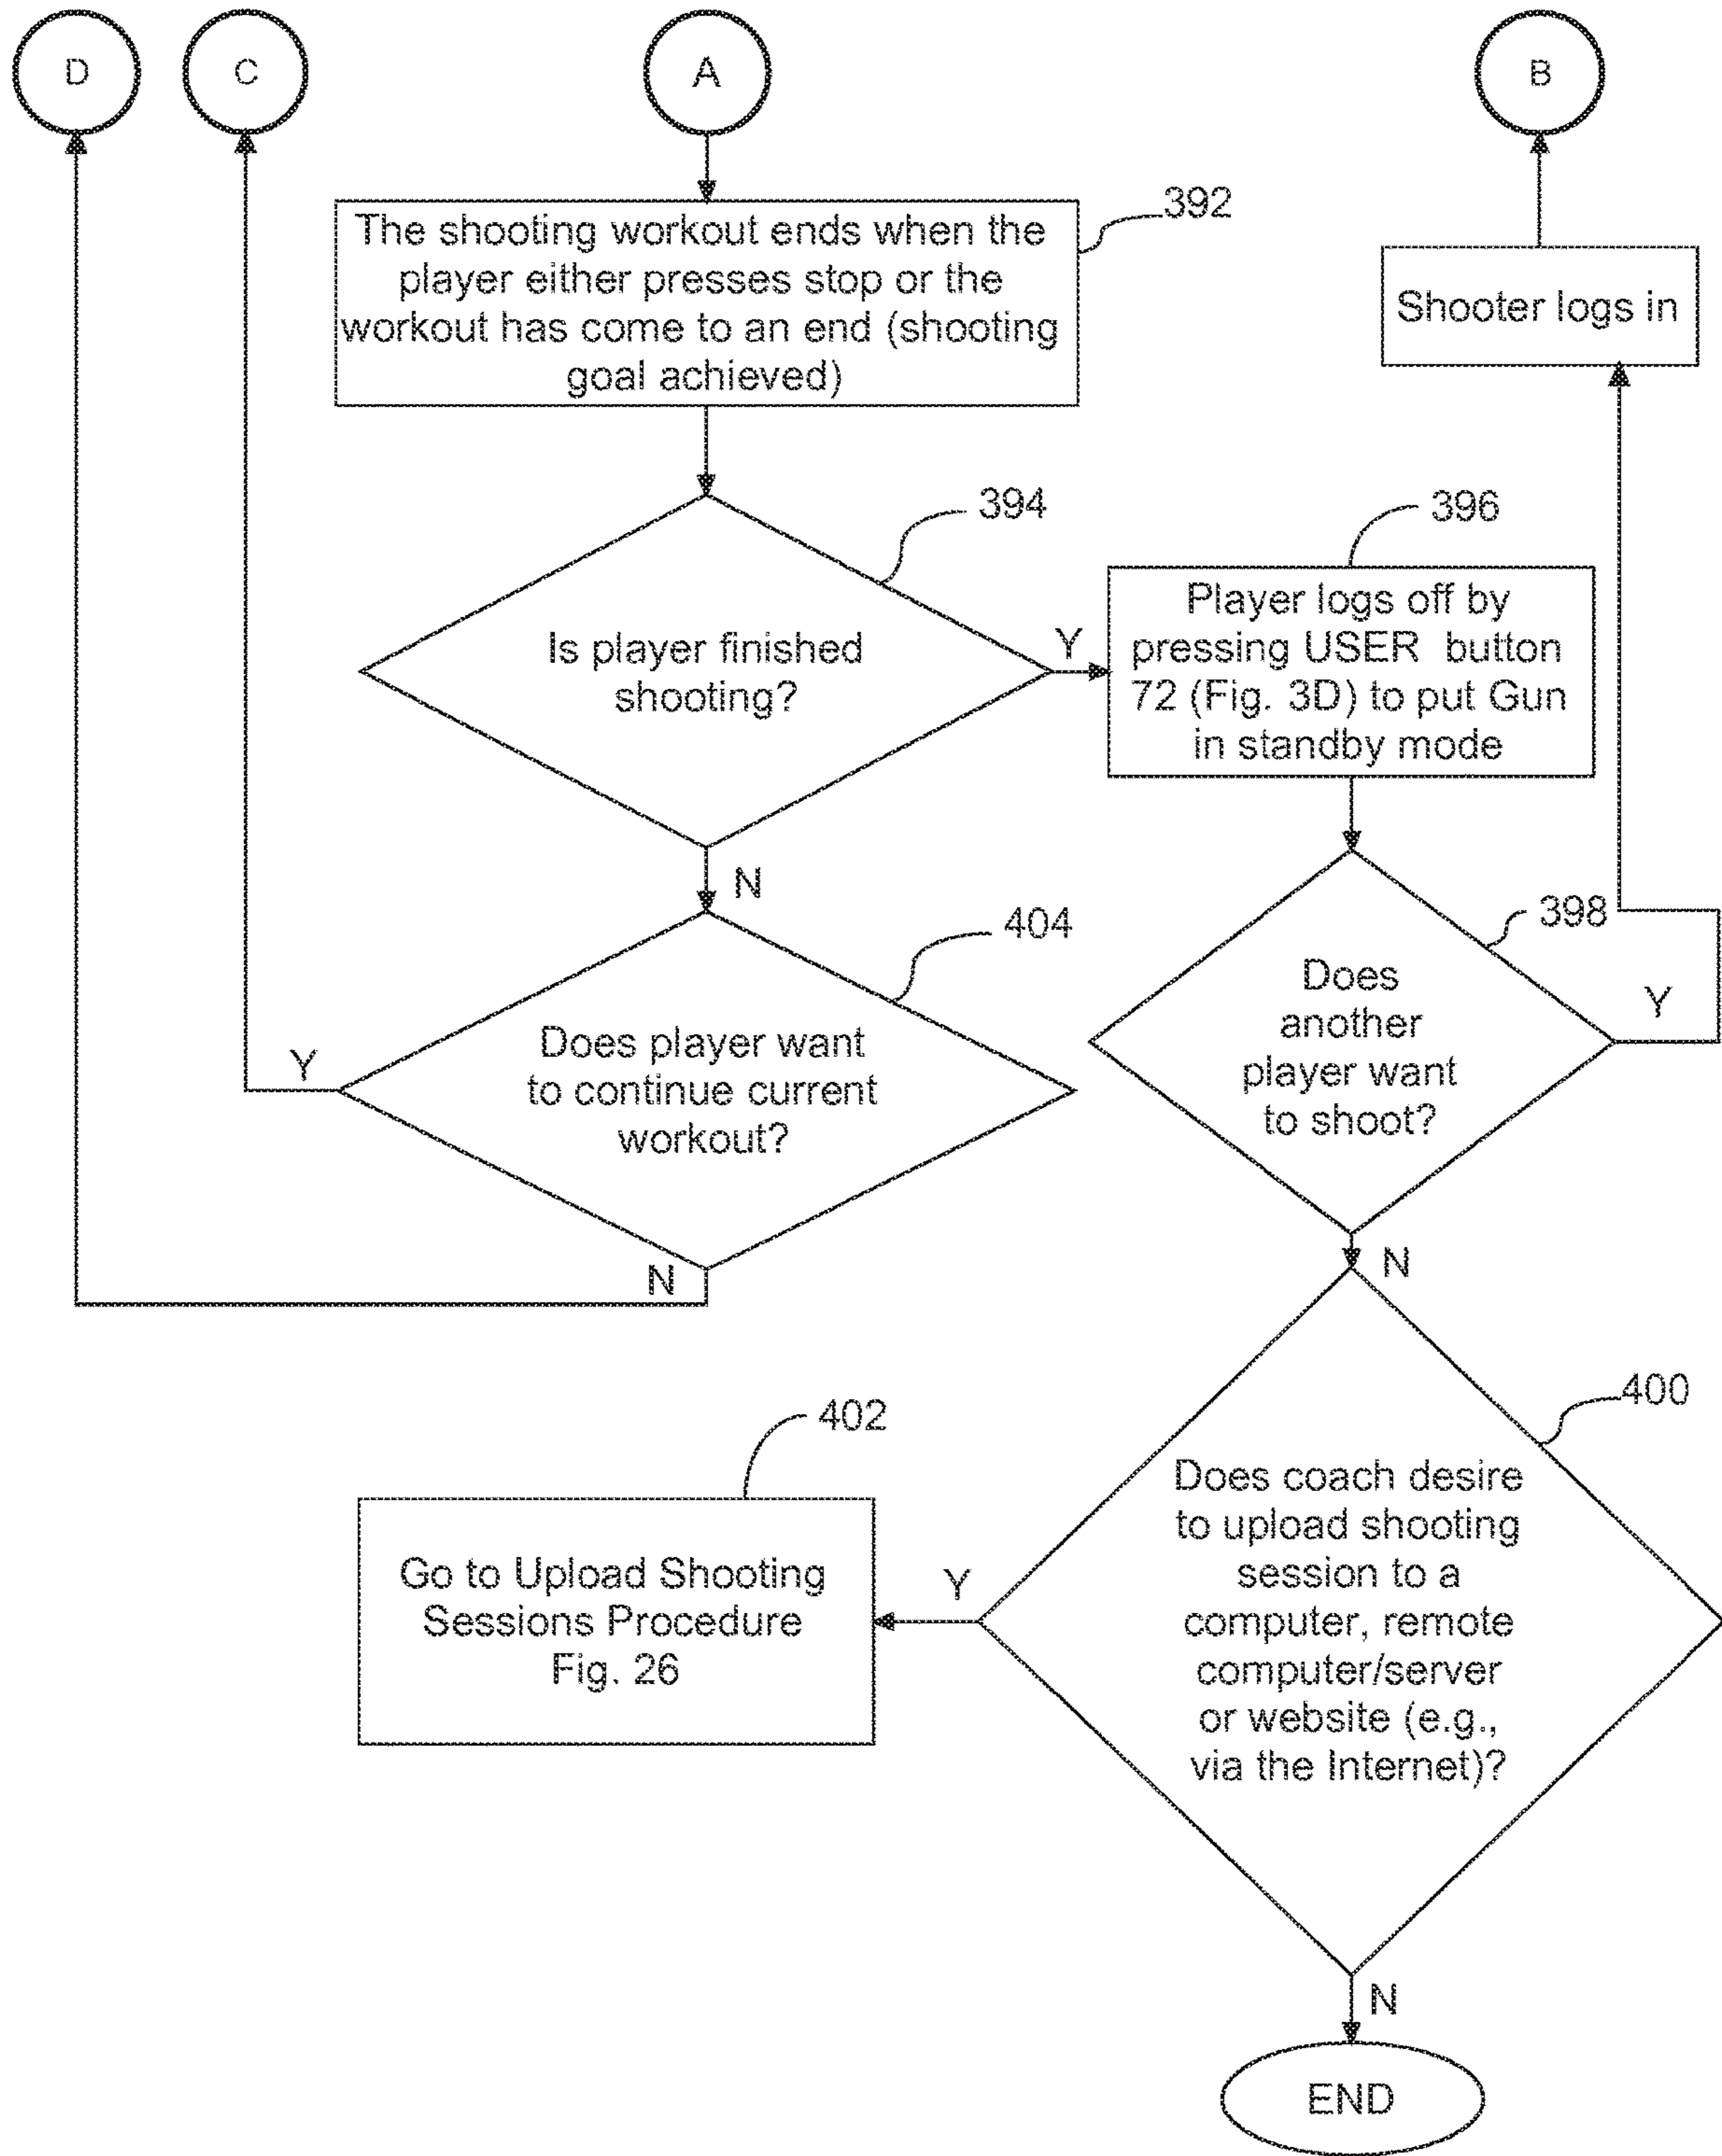 D
C
A
B
392
The shooting workout ends when the
player either presses stop or the
workout has come to an end (shooting
goal achieved)
Shooter logs in
394
Is player finished
shooting?
Y
N
396
Player logs off by
pressing USER button
72 (Fig. 3D) to put Gun
in standby mode
404
Does player want
to continue current
workout?
Y
N
398
Does
another
player want
to shoot?
Y
N
400
Does coach desire
to upload shooting
session to a
computer, remote
computer/server
or website (e.g.,
via the Internet)?
Y
402
Go to Upload Shooting
Sessions Procedure
Fig. 26
N
END